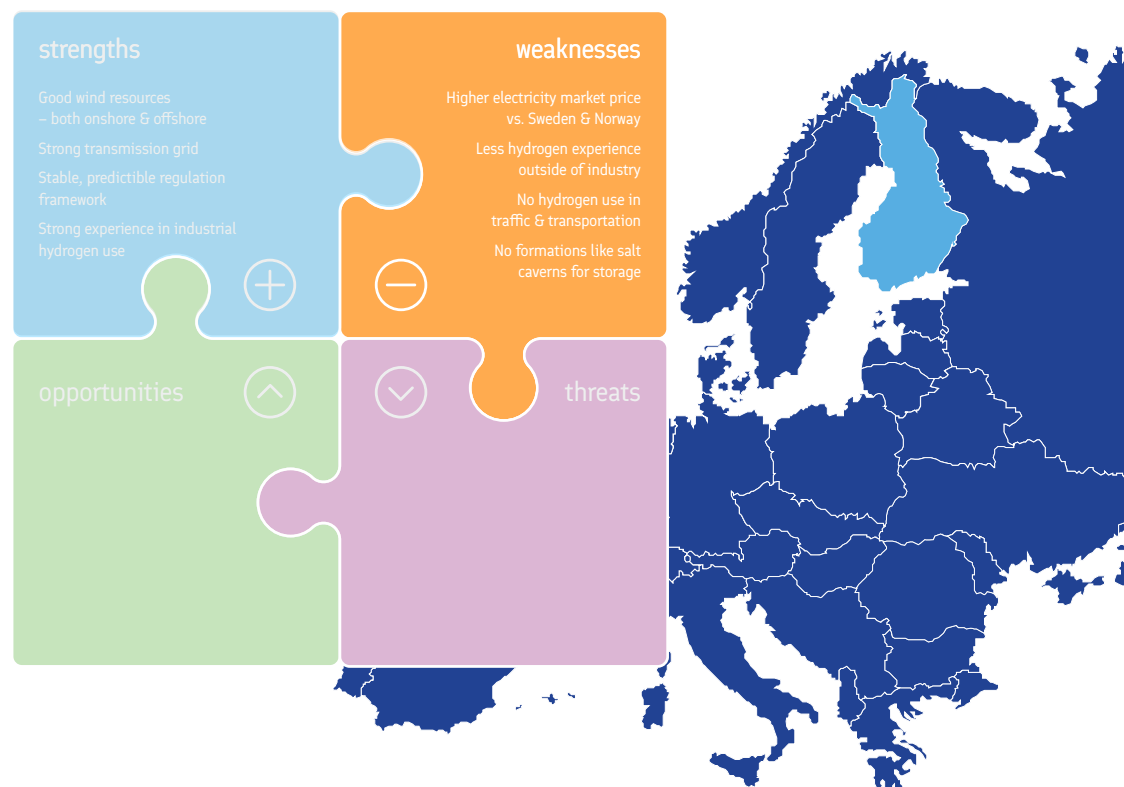 strengths
Good wind resources
– both onshore & offshore
Strong transmission grid
Stable, predictible regulation
framework
Strong experience in industrial
hydrogen use
weaknesses
Higher electricity market price
vs. Sweden & Norway
Less hydrogen experience
outside of industry
No hydrogen use in
traffic & transportation
No formations like salt
caverns for storage
opportunities
threats